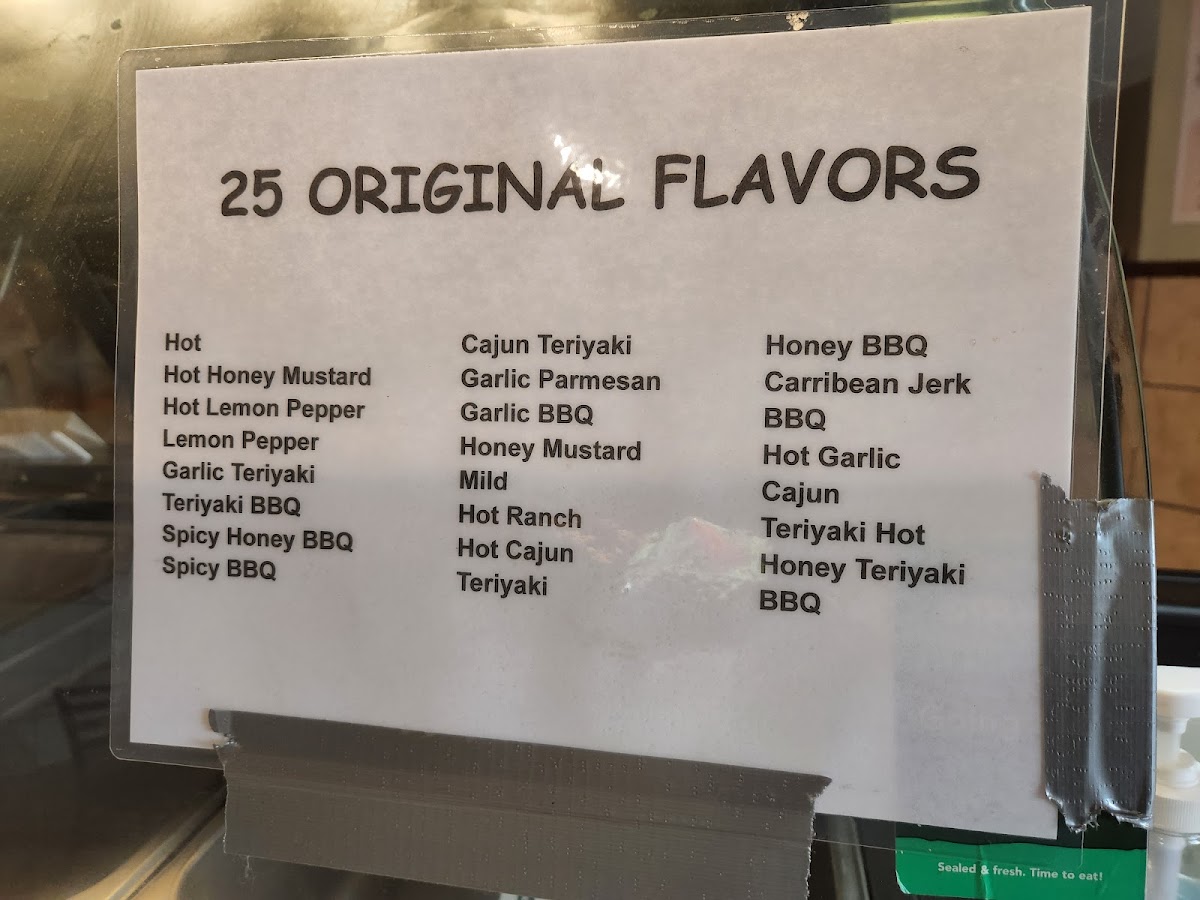 25 ORIGINAL FLAVORS
Hot
Hot Honey Mustard
Hot Lemon Pepper
Lemon Pepper
Garlic Teriyaki
Teriyaki BBQ
Spicy Honey BBQ
Spicy BBQ
Cajun Teriyaki
Garlic Parmesan
Garlic BBQ
Honey Mustard
Mild
Hot Ranch
Hot Cajun
Teriyaki
Honey BBQ
Carribean Jerk
BBQ
Hot Garlic
Cajun
Teriyaki Hot
Honey Teriyaki
BBQ
Sealed & fresh. Time to eat!